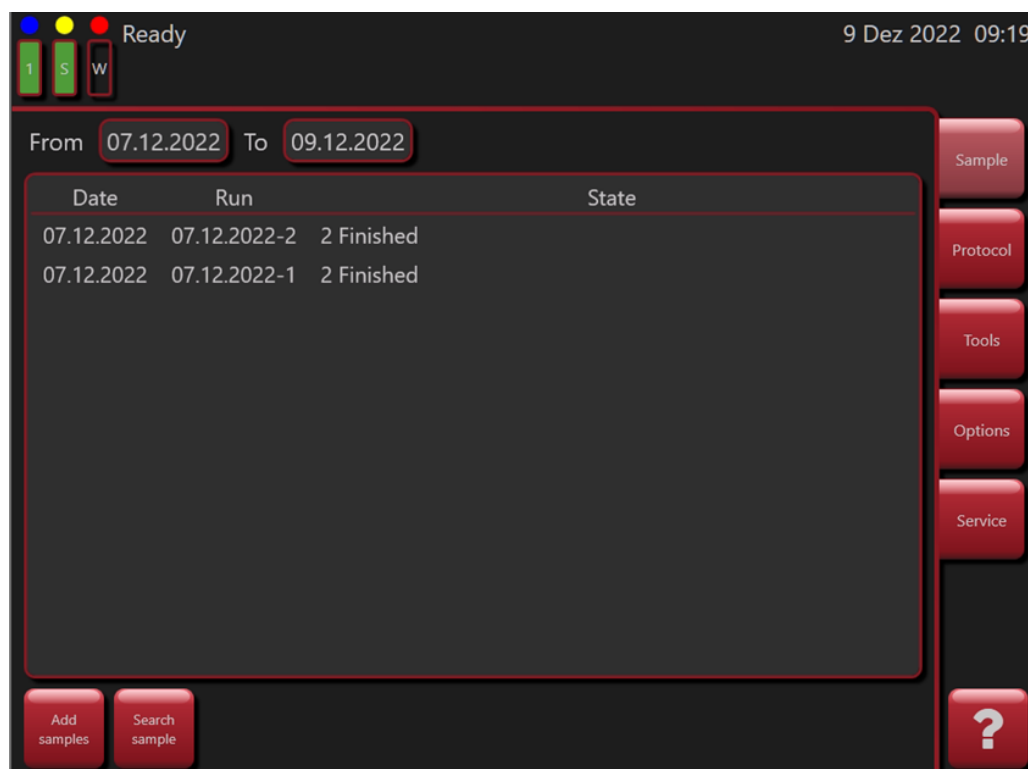 Ready 9 Dez 2022 09:19
1 S W
From 07.12.2022 To 09.12.2022
Sample
Date Run State
07.12.2022 07.12.2022-2 2 Finished
Protocol
07.12.2022 07.12.2022-1 2 Finished
Tools
Options
Service
Add
samples
Search
sample
?